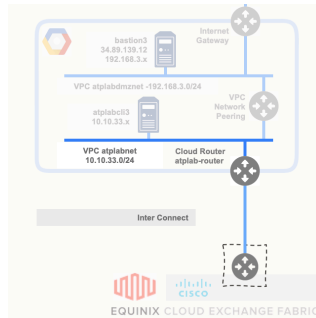 Internet
Gateway
bastion3
34.89.139.12
192.168.3.x
VPC atplabdmznet -192.168.3.0/24
atplabcll3
10.10.33.x
VPC
Network
Peering
VPC atplabnet
10.10.33.0/24
Cloud Router
atplab-router
Inter Connect
CISCO
EQUINIX CLOUD EXCHANGE FABRIC